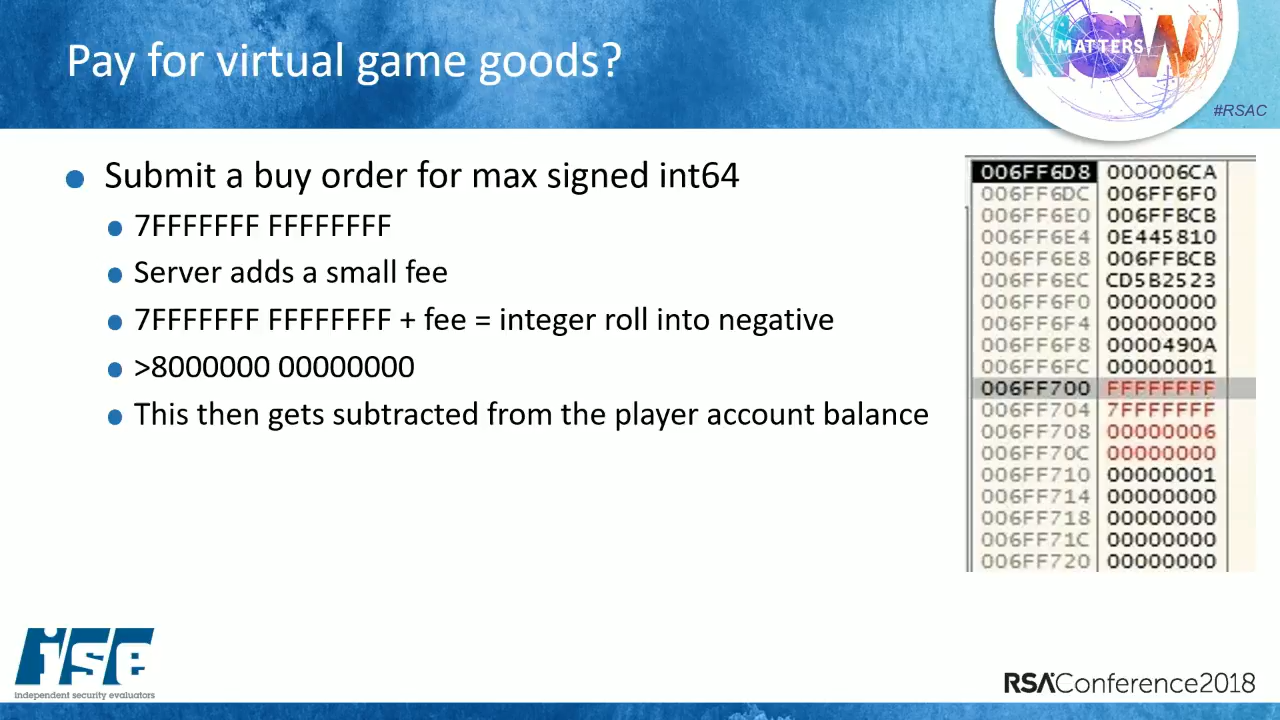 Pay for virtual game goods?
NOW
MATTERS
#RSAC
Submit a buy order for max signed int64
7FFFFFFF FFFFFFFF
Server adds a small fee
7FFFFFFF FFFFFFFF + fee = integer roll into negative
>8000000 00000000
This then gets subtracted from the player account balance
006FF6D8 000006CA
006FF6DC 006FF6F0
006FF6E0 006FFBCB
006FF6E4 0E445810
006FF6E8 006FFBCB
006FF6EC CD5B2523
006FF6F0 00000000
006FF6F4 00000000
006FF6F8 0000490A
006FF6FC 00000001
006FF700 FFFFFFFF
006FF704 7FFFFFFF
006FF708 00000006
006FF70C 00000000
006FF710 00000001
006FF714 00000000
006FF718 00000000
006FF71C 00000000
006FF720 00000000
ise
independent security evaluators
RSAConference2018